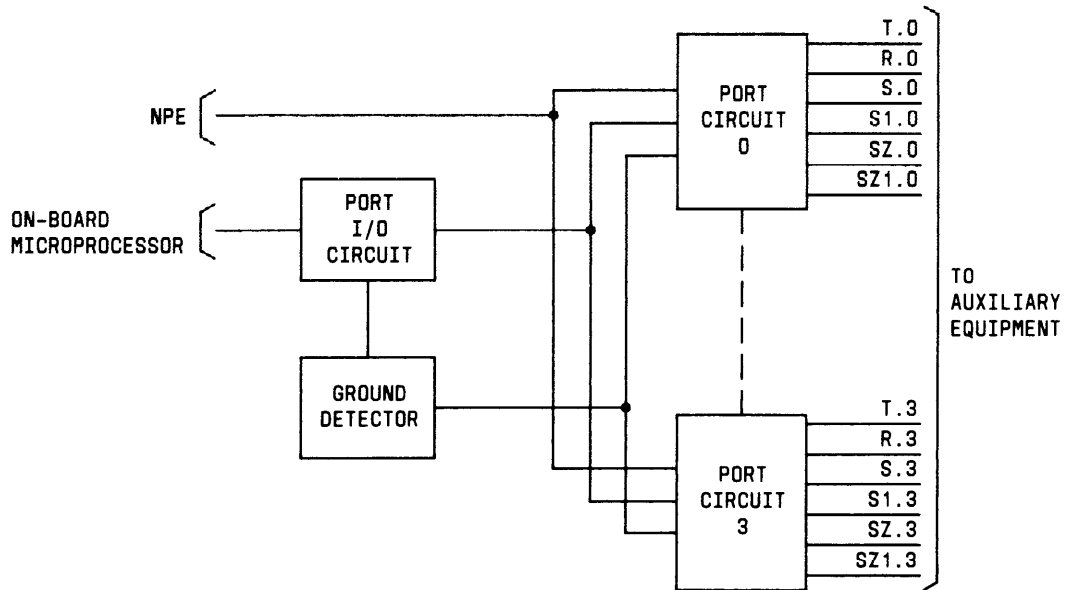 NPE
ON-BOARD
MICROPROCESSOR
PORT
I/O
CIRCUIT
GROUND
DETECTOR
PORT
CIRCUIT
0
T.0
R.0
S.0
S1.0
SZ.0
SZ1.0
PORT
CIRCUIT
3
T.3
R.3
S.3
S1.3
SZ.3
SZ1.3
TO
AUXILIARY
EQUIPMENT